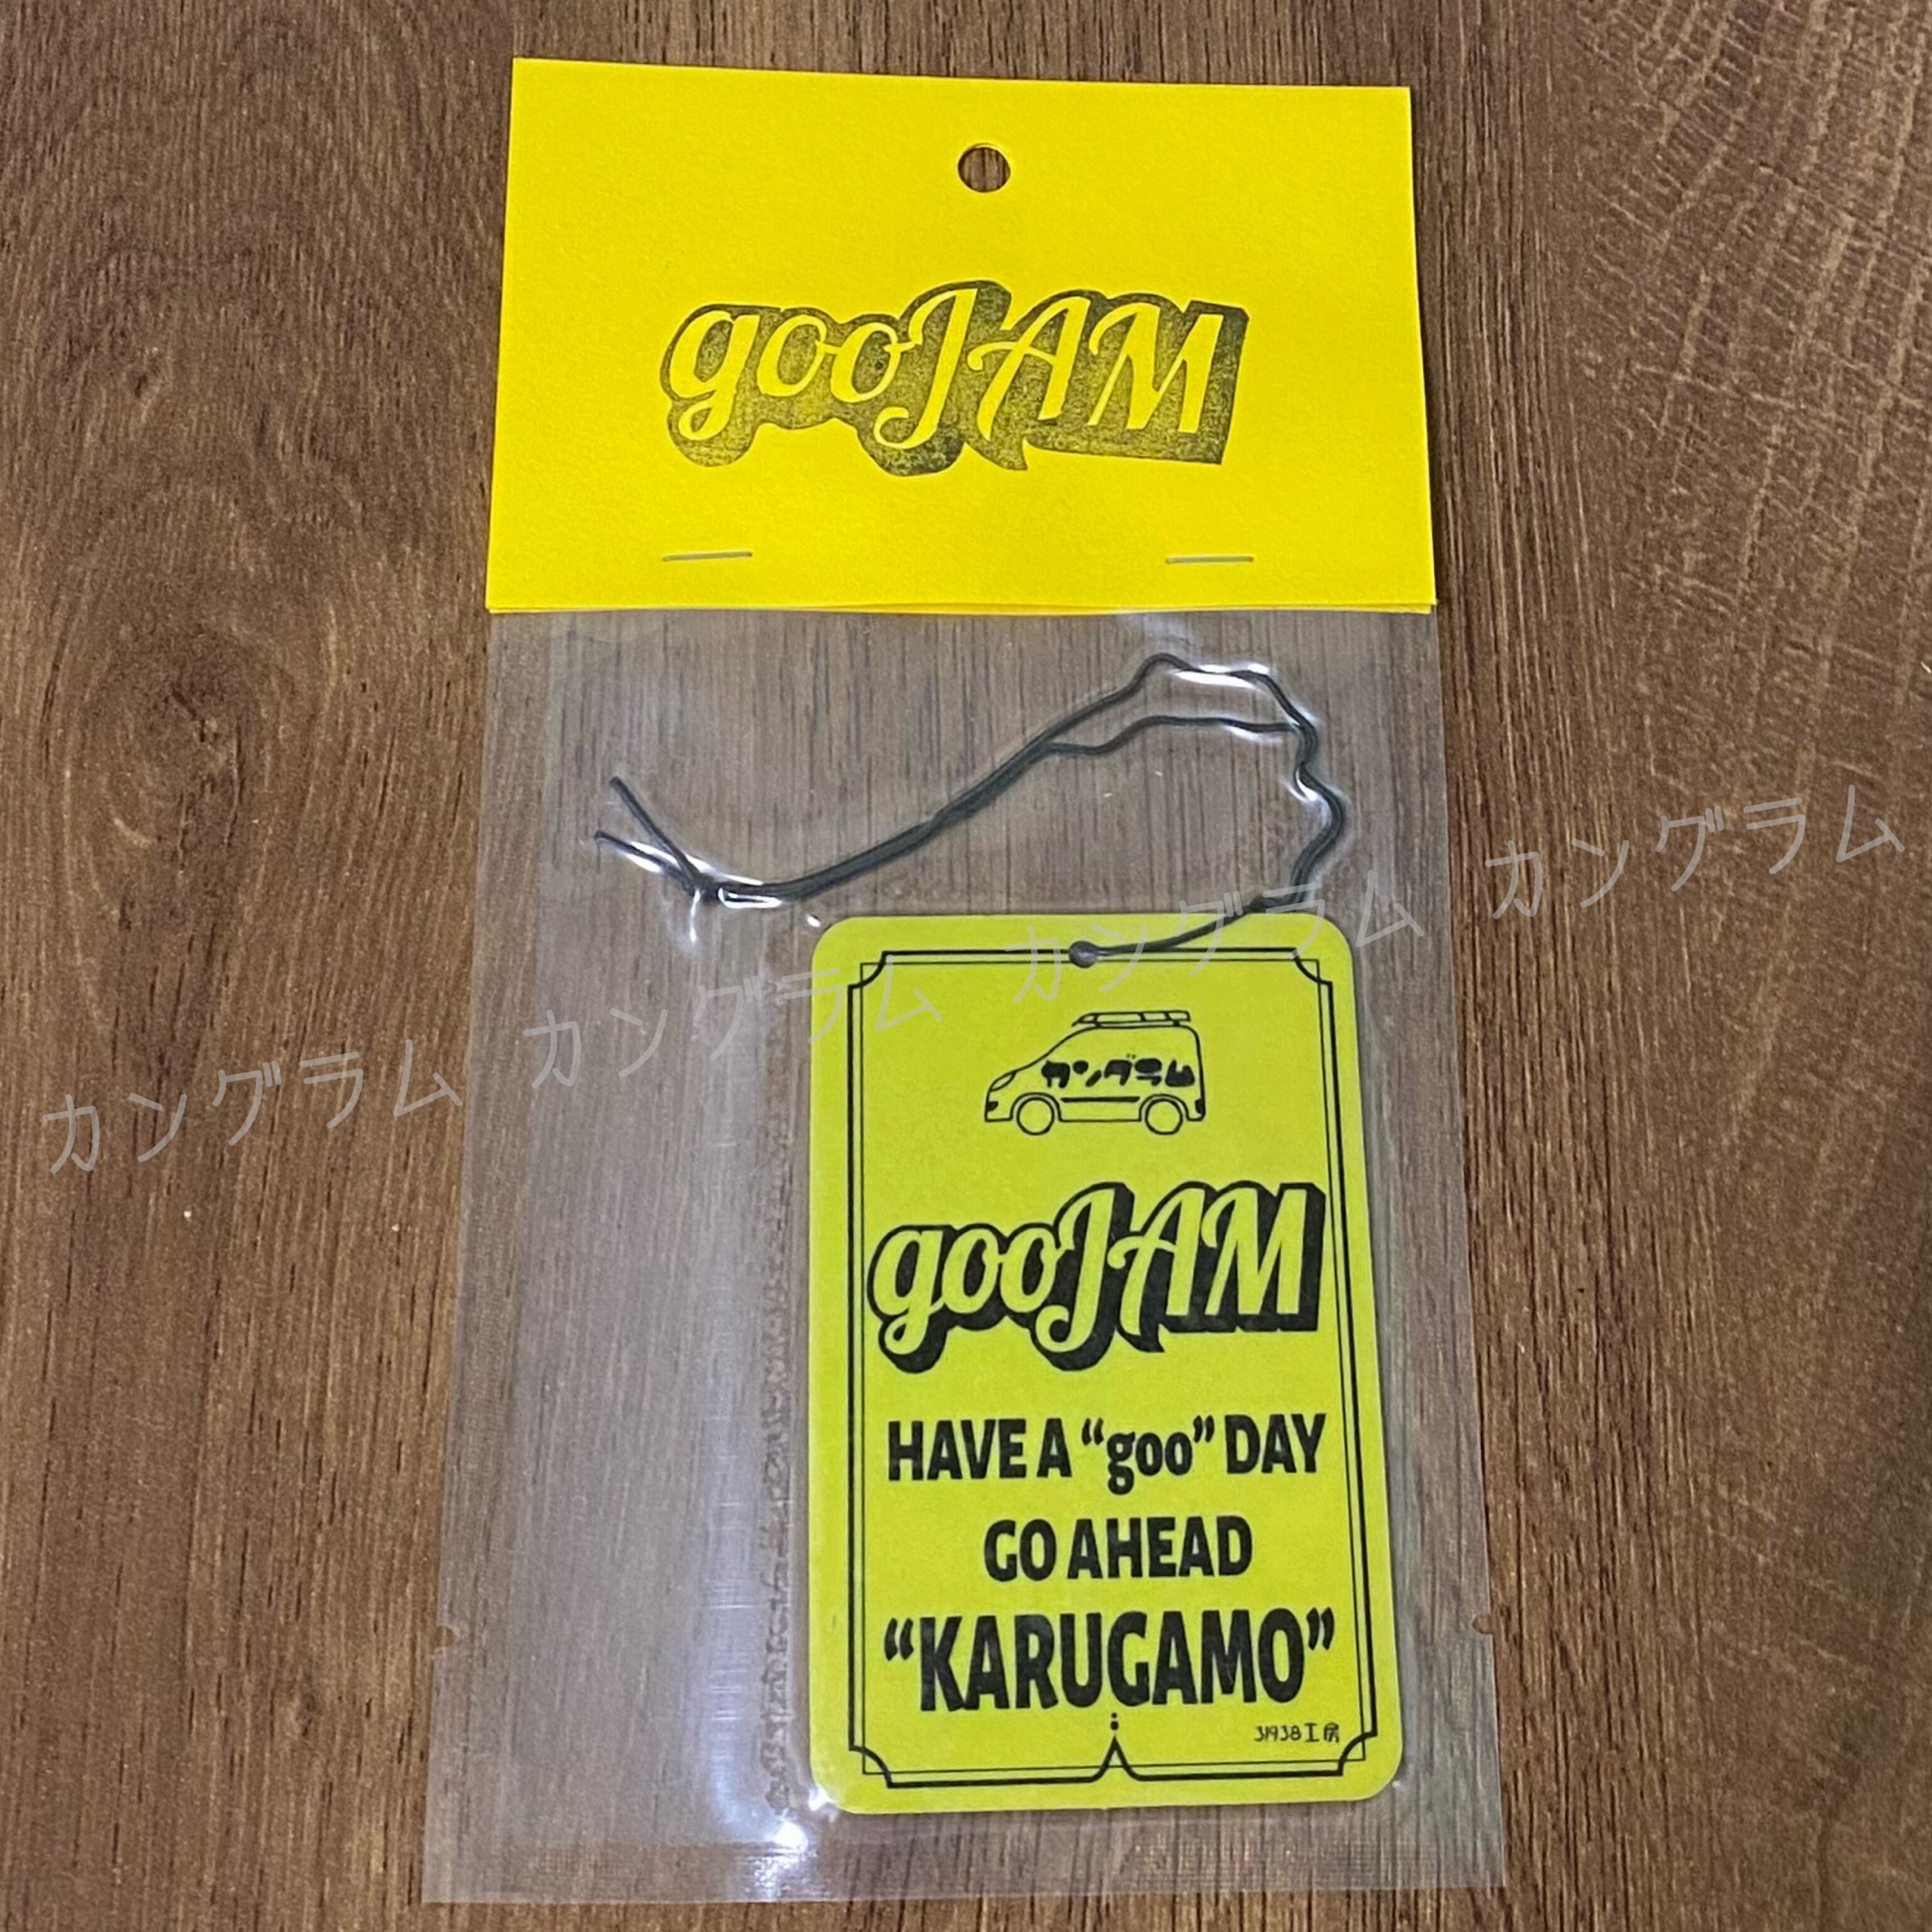 gooJAM
カングラム カングラム カングラム カングラム
カングラム
gooJAM
HAVE A “goo” DAY
GO AHEAD
“KARUGAMO”
31938工房